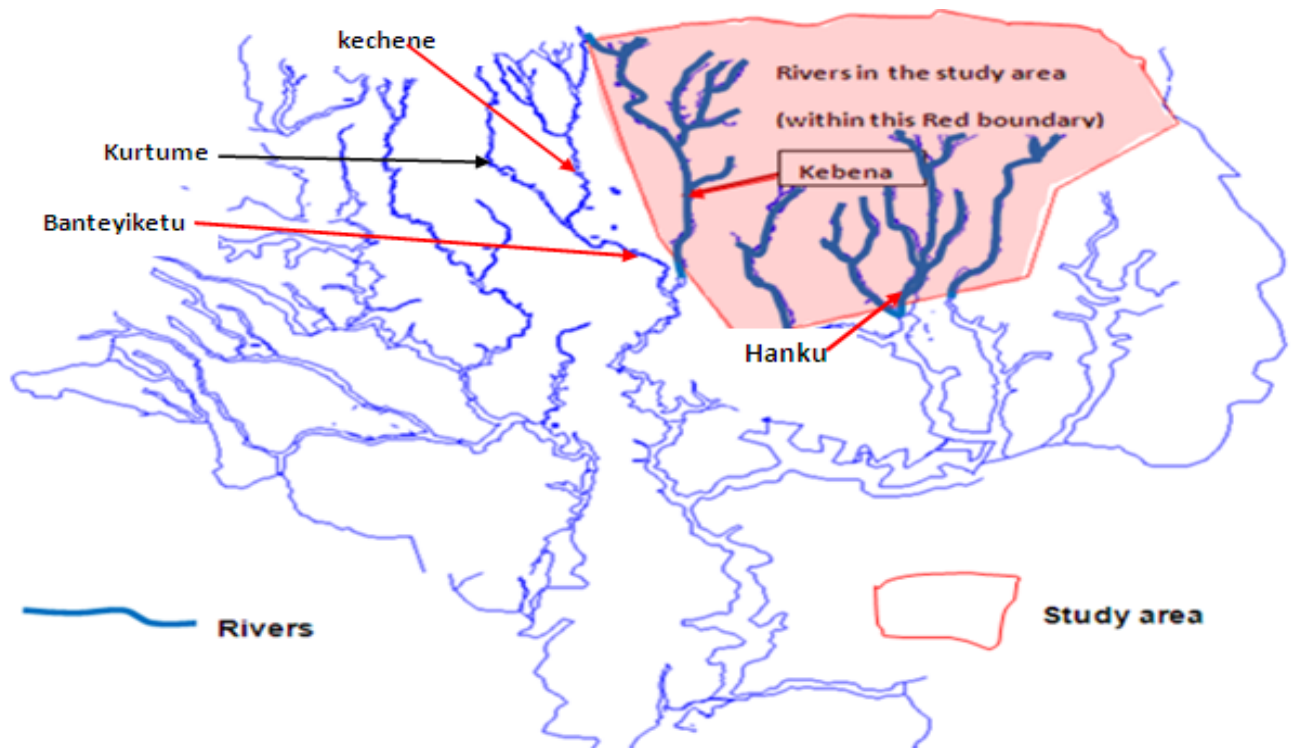 kechene
Rivers in the study area
(within this Red boundary)
Kurtume
Kebena
Banteyiketu
Hanku
Rivers
Study area